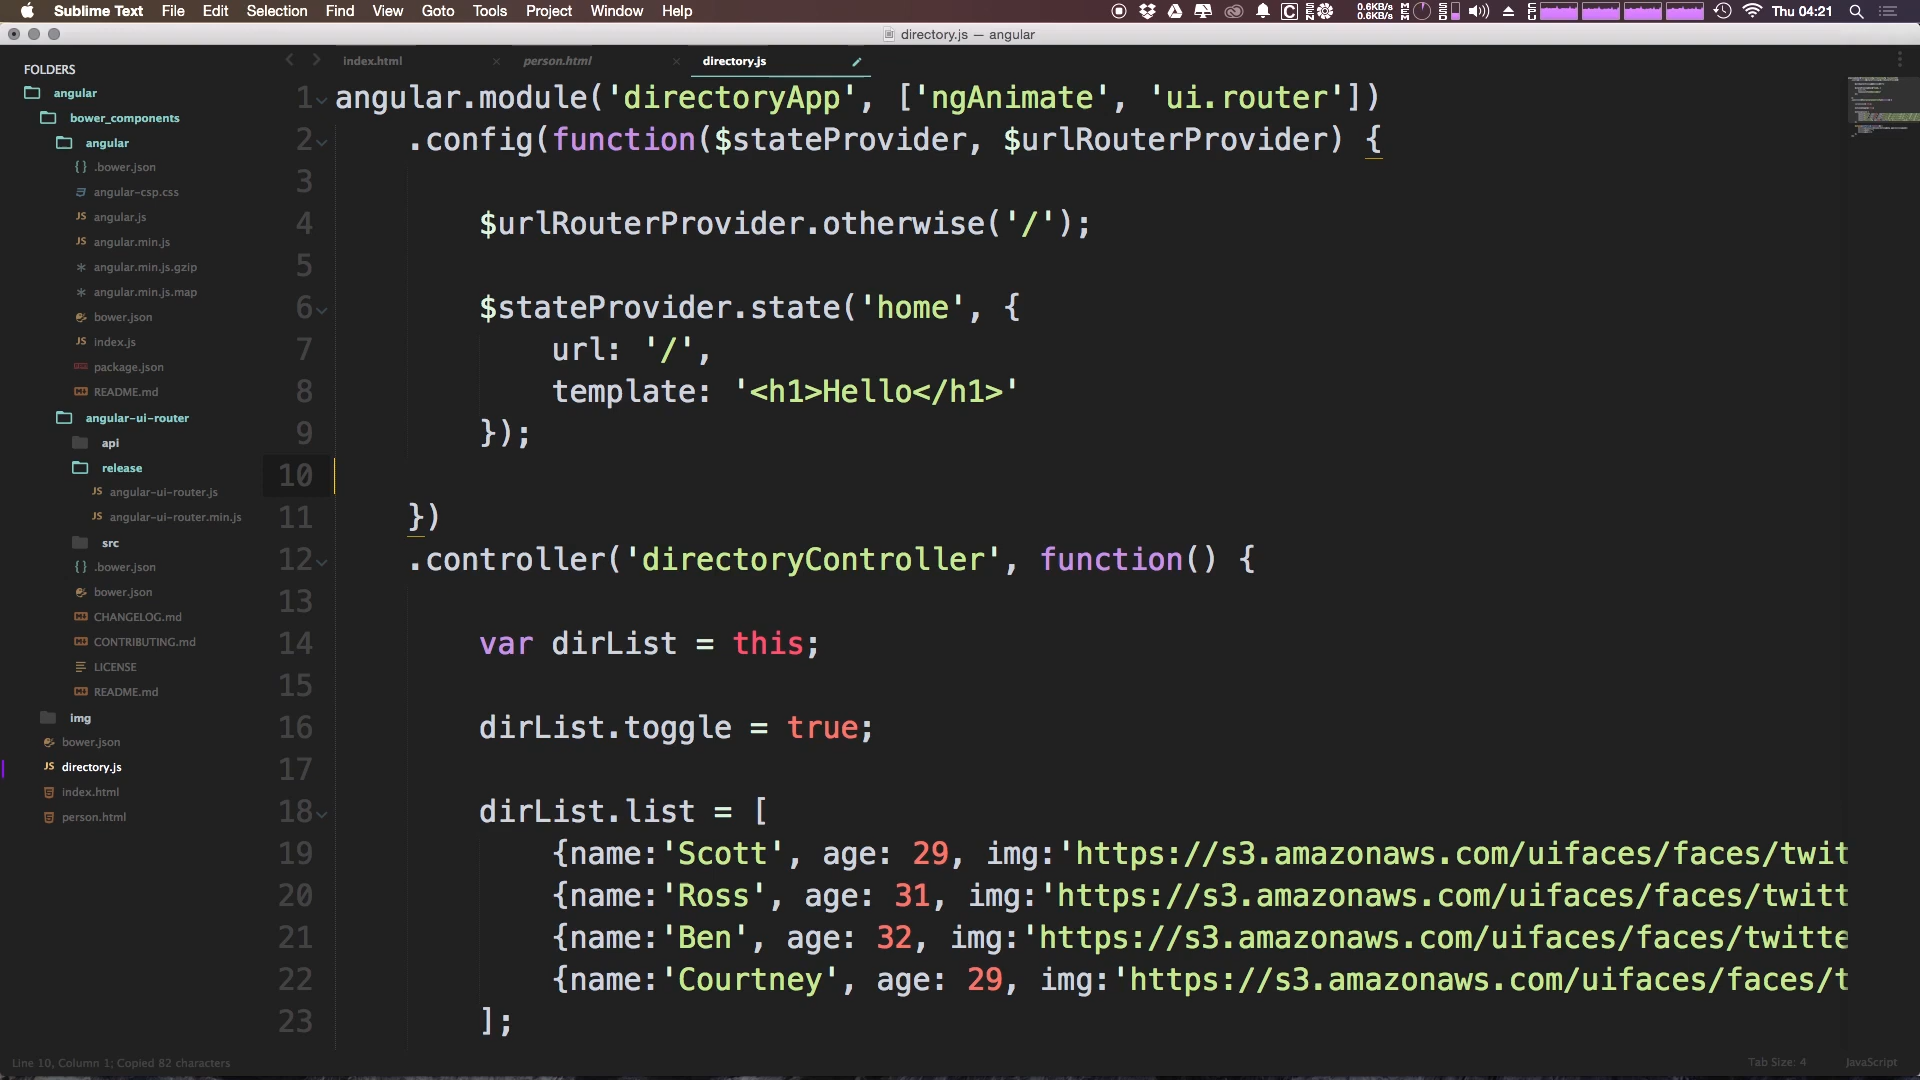 Sublime Text File Edit Selection Find View Goto Tools Project Window Help
0.6KB/s
0.6KB/s
Thu 04:21
directory.js — angular
FOLDERS
angular
bower_components
angular
.bower.json
angular-csp.css
angular.js
angular.min.js
angular.min.js.gzip
angular.min.js.map
bower.json
index.js
package.json
README.md
angular-ui-router
api
release
angular-ui-router.js
angular-ui-router.min.js
src
.bower.json
bower.json
CHANGELOG.md
CONTRIBUTING.md
LICENSE
README.md
img
bower.json
directory.js
index.html
person.html
index.html person.html directory.js
1 angular.module('directoryApp', ['ngAnimate', 'ui.router'])
2 .config(function($stateProvider, $urlRouterProvider) {
3
4 $urlRouterProvider.otherwise('/');
5
6 $stateProvider.state('home', {
7 url: '/',
8 template: '<h1>Hello</h1>'
9 });
10
11 })
12 .controller('directoryController', function() {
13
14 var dirList = this;
15
16 dirList.toggle = true;
17
18 dirList.list = [
19 {name:'Scott', age: 29, img:'https://s3.amazonaws.com/uifaces/faces/twit
20 {name:'Ross', age: 31, img:'https://s3.amazonaws.com/uifaces/faces/twitt
21 {name:'Ben', age: 32, img:'https://s3.amazonaws.com/uifaces/faces/twitte
22 {name:'Courtney', age: 29, img:'https://s3.amazonaws.com/uifaces/faces/t
23 ];
Line 10, Column 1; Copied 82 characters
Tab Size: 4 JavaScript